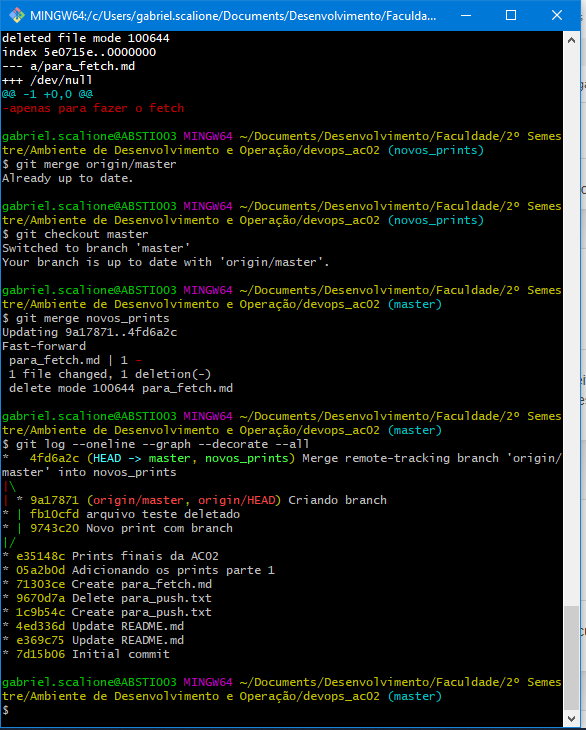 MINGW64:/c/Users/gabriel.scalione/Documents/Desenvolvimento/Faculda...
deleted file mode 100644
index 5e0715e..0000000
--- a/para_fetch.md
+++ /dev/null
@@ -1 +0,0 @@
-apenas para fazer o fetch
gabriel.scalione@ABSTI003 MINGW64 ~/Documents/Desenvolvimento/Faculdade/2º Semes
tre/Ambiente de Desenvolvimento e Operação/devops_ac02 (novos_prints)
$ git merge origin/master
Already up to date.
gabriel.scalione@ABSTI003 MINGW64 ~/Documents/Desenvolvimento/Faculdade/2º Semes
tre/Ambiente de Desenvolvimento e Operação/devops_ac02 (novos_prints)
$ git checkout master
Switched to branch 'master'
Your branch is up to date with 'origin/master'.
gabriel.scalione@ABSTI003 MINGW64 ~/Documents/Desenvolvimento/Faculdade/2º Semes
tre/Ambiente de Desenvolvimento e Operação/devops_ac02 (master)
$ git merge novos_prints
Updating 9a17871..4fd6a2c
Fast-forward
 para_fetch.md | 1 -
 1 file changed, 1 deletion(-)
 delete mode 100644 para_fetch.md
gabriel.scalione@ABSTI003 MINGW64 ~/Documents/Desenvolvimento/Faculdade/2º Semes
tre/Ambiente de Desenvolvimento e Operação/devops_ac02 (master)
$ git log --oneline --graph --decorate --all
*   4fd6a2c (HEAD -> master, novos_prints) Merge remote-tracking branch 'origin/
master' into novos_prints
|\
| * 9a17871 (origin/master, origin/HEAD) Criando branch
* | fb10cfd arquivo teste deletado
* | 9743c20 Novo print com branch
|/
* e35148c Prints finais da AC02
* 05a2b0d Adicionando os prints parte 1
* 71303ce Create para_fetch.md
* 9670d7a Delete para_push.txt
* 1c9b54c Create para_push.txt
* 4ed336d Update README.md
* e369c75 Update README.md
* 7d15b06 Initial commit
gabriel.scalione@ABSTI003 MINGW64 ~/Documents/Desenvolvimento/Faculdade/2º Semes
tre/Ambiente de Desenvolvimento e Operação/devops_ac02 (master)
$